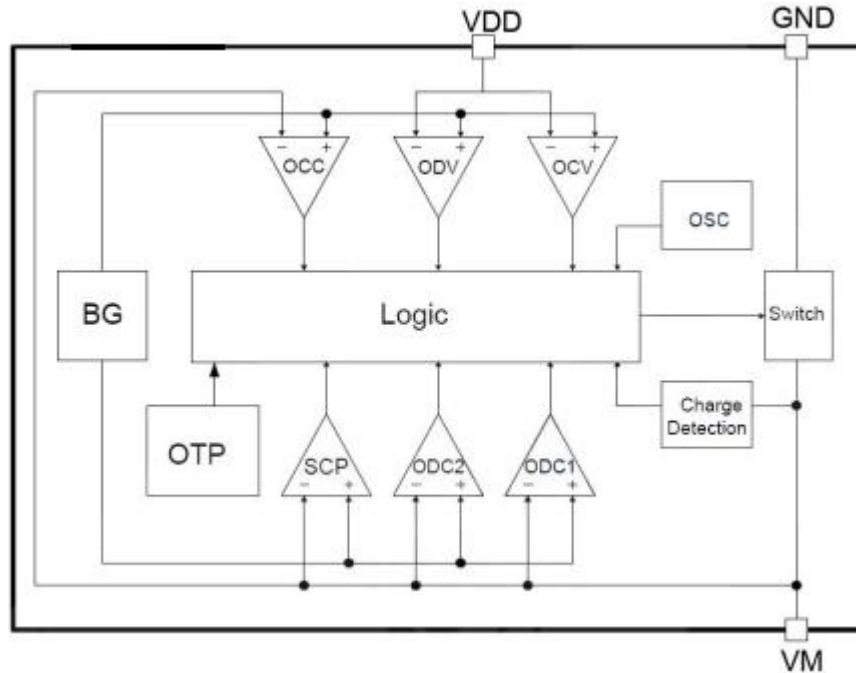 VDD
GND
− +
− +
− +
OCC
ODV
OCV
OSC
BG
Logic
Switch
Charge
Detection
OTP
SCP
ODC2
ODC1
− +
− +
− +
VM